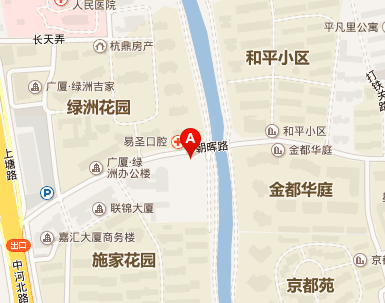 人民医院
平凡里公寓
长天弄
杭鼎房产
和平小区
打铁关路
广厦·绿洲吉家
绿洲花园
易圣口腔
A
朝晖路
和平小区
金都华庭
上塘路
广厦·绿
洲办公楼
P
联锦大厦
金都华庭
出口
嘉汇大厦商务楼
施家花园
中河北路
京都
京都苑